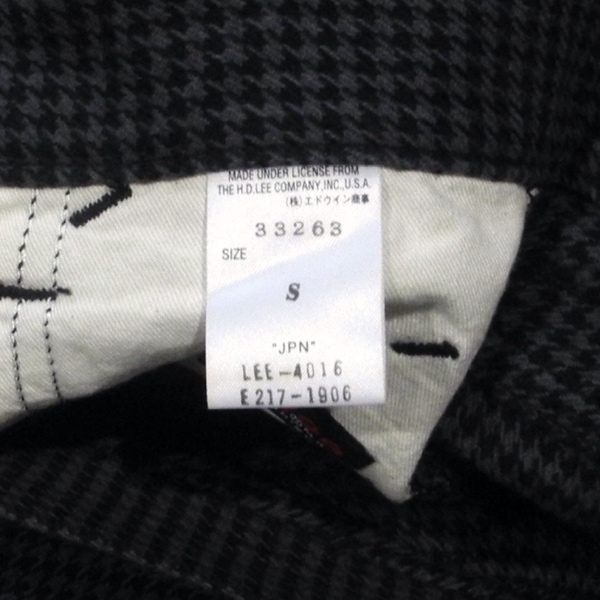 MADE UNDER LICENSE FROM
THE H.D.LEE COMPANY,INC.,U.S.A.
(株)エドウイン商事
33263
SIZE
S
"JPN"
LEE-4016
E217-1906